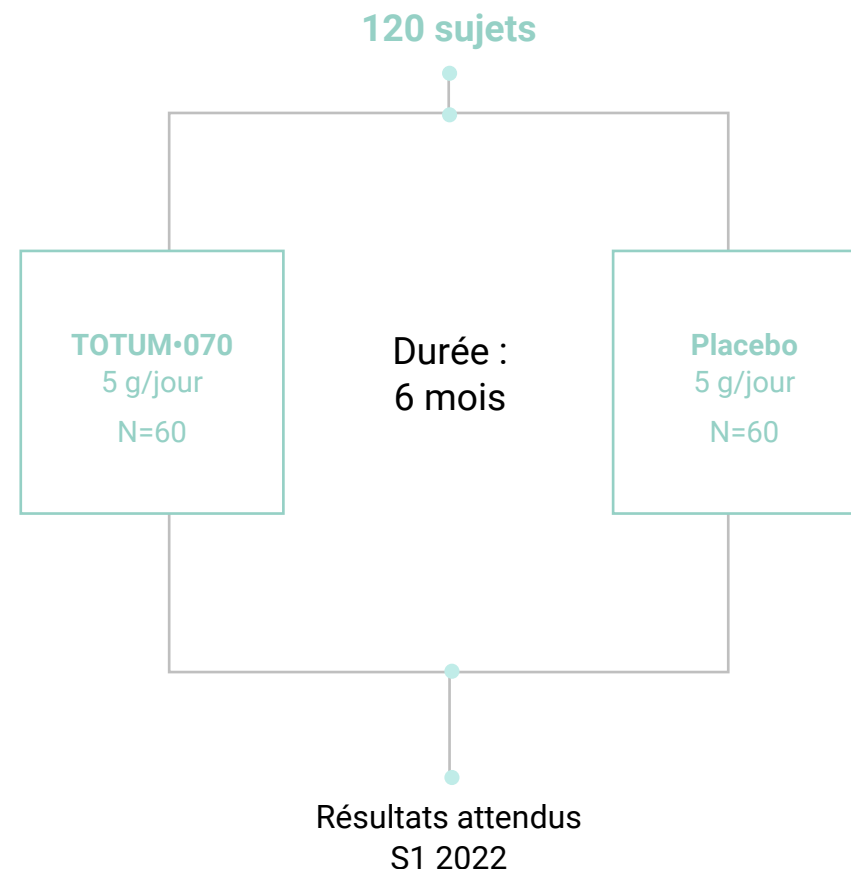 120 sujets
TOTUM•070
5 g/jour
N=60
Durée :
6 mois
Placebo
5 g/jour
N=60
Résultats attendus
S1 2022